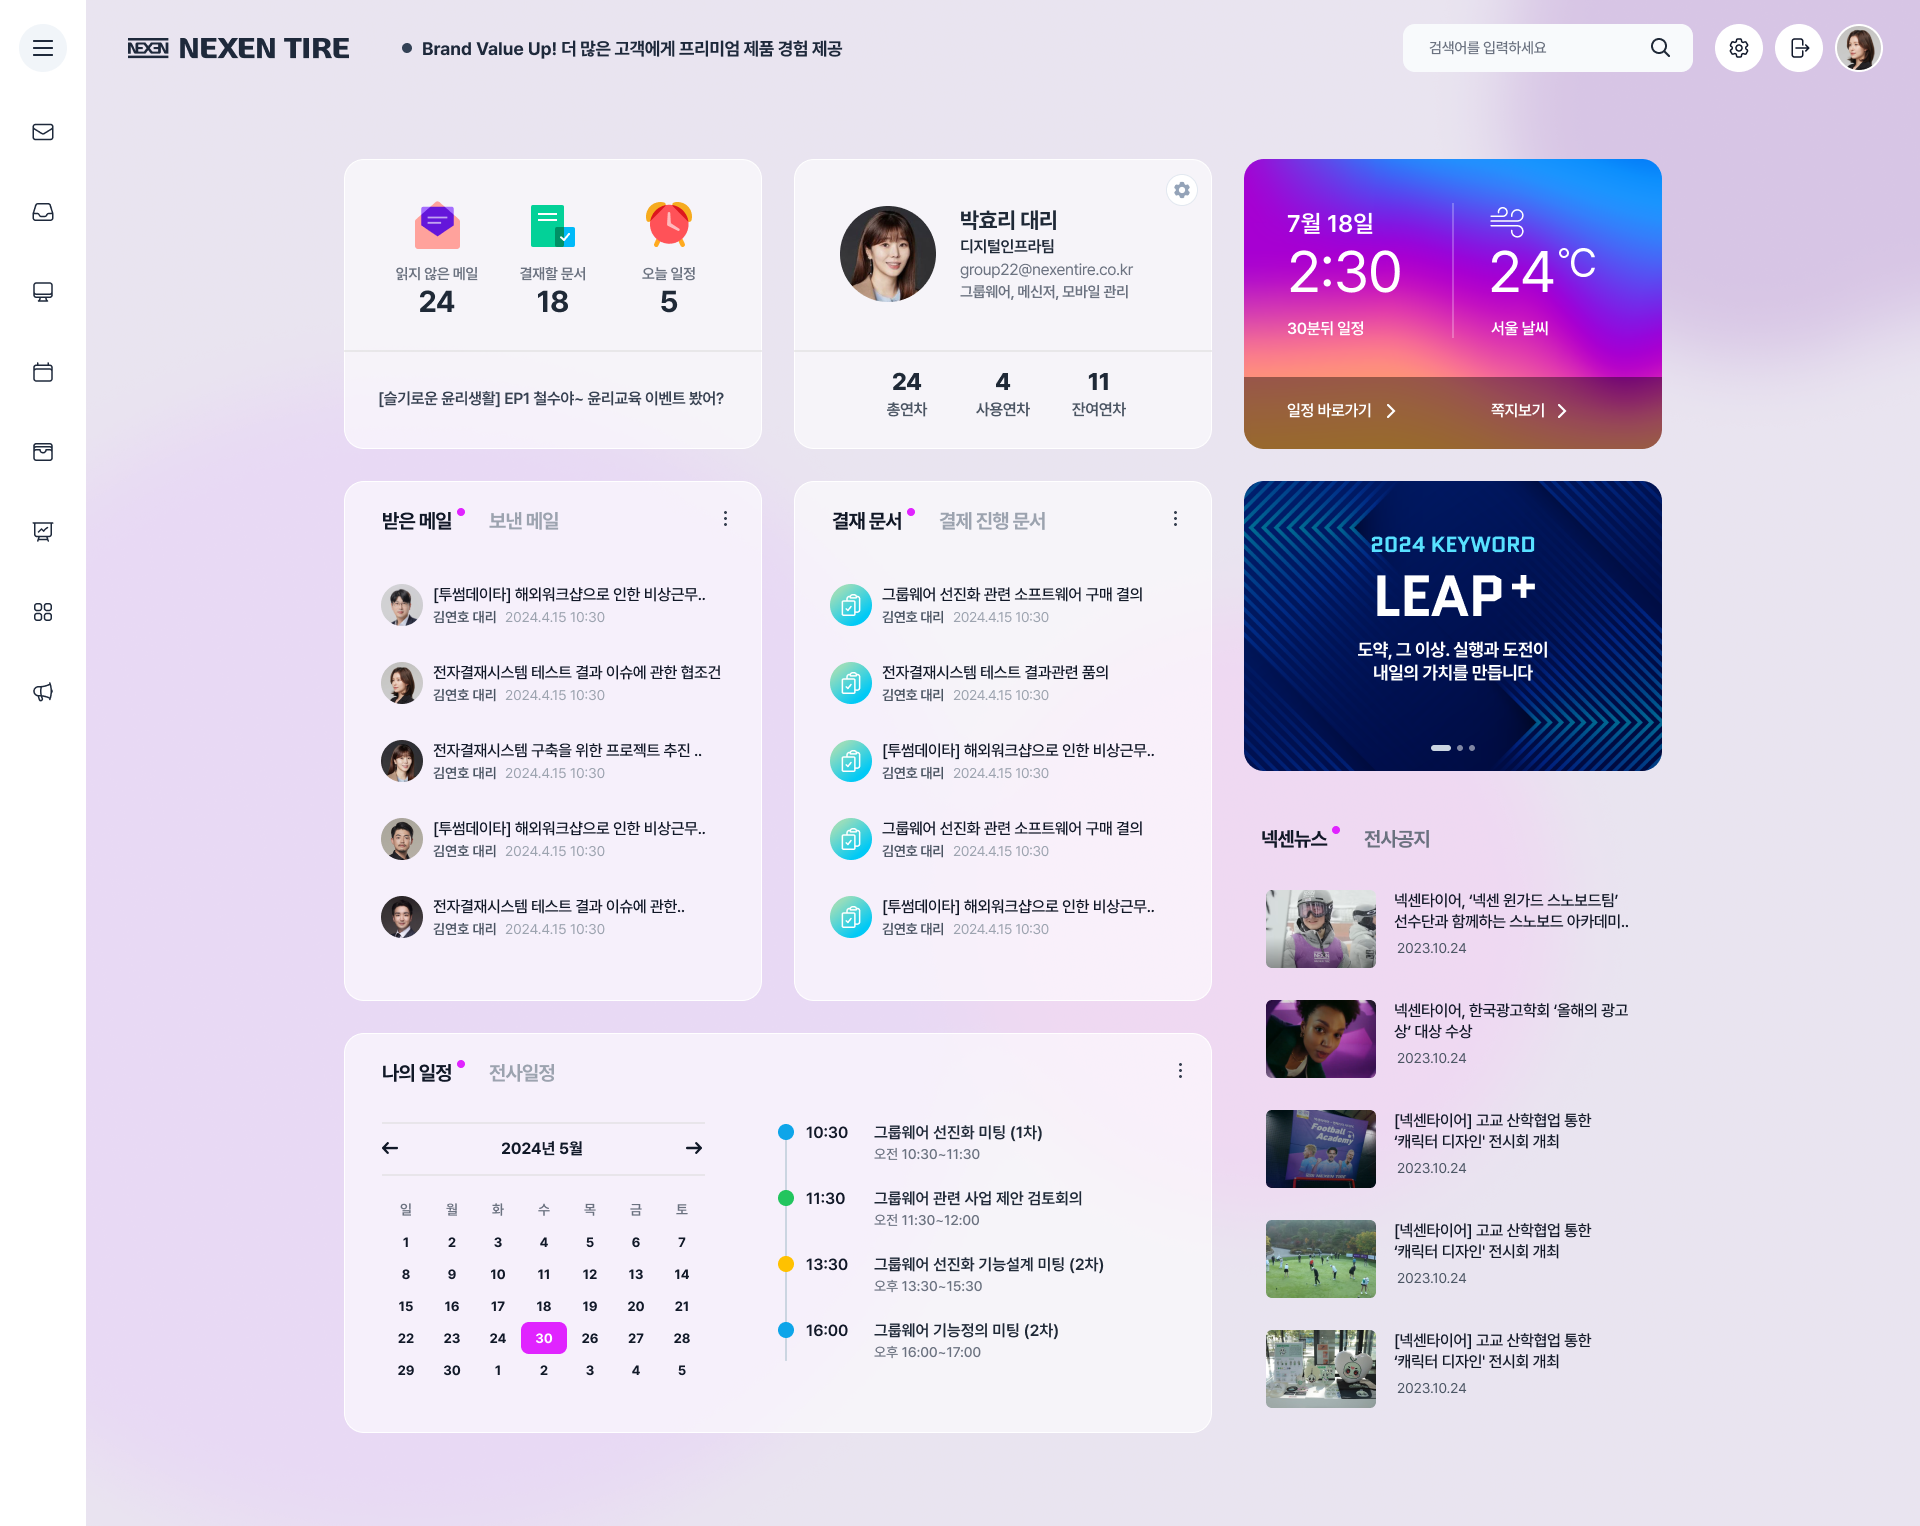 NEXEN NEXEN TIRE
Brand Value Up! 더 많은 고객에게 프리미엄 제품 경험 제공
검색어를 입력하세요
읽지 않은 메일
24
결재할 문서
18
오늘 일정
5
[슬기로운 윤리생활] EP1 철수야~ 윤리교육 이벤트 봤어?
박효리 대리
디지털인프라팀
group22@nexentire.co.kr
그룹웨어, 메신저, 모바일 관리
24
총연차
4
사용연차
11
잔여연차
7월 18일
2:30
30분뒤 일정
24℃
서울 날씨
일정 바로가기
쪽지보기
받은 메일
보낸 메일
[투썸데이타] 해외워크샵으로 인한 비상근무..
김연호 대리 2024.4.15 10:30
전자결재시스템 테스트 결과 이슈에 관한 협조건
김연호 대리 2024.4.15 10:30
전자결재시스템 구축을 위한 프로젝트 추진 ..
김연호 대리 2024.4.15 10:30
[투썸데이타] 해외워크샵으로 인한 비상근무..
김연호 대리 2024.4.15 10:30
전자결재시스템 테스트 결과 이슈에 관한..
김연호 대리 2024.4.15 10:30
결재 문서
결제 진행 문서
그룹웨어 선진화 관련 소프트웨어 구매 결의
김연호 대리 2024.4.15 10:30
전자결재시스템 테스트 결과관련 품의
김연호 대리 2024.4.15 10:30
[투썸데이타] 해외워크샵으로 인한 비상근무..
김연호 대리 2024.4.15 10:30
그룹웨어 선진화 관련 소프트웨어 구매 결의
김연호 대리 2024.4.15 10:30
[투썸데이타] 해외워크샵으로 인한 비상근무..
김연호 대리 2024.4.15 10:30
2024 KEYWORD
LEAP+
도약, 그 이상. 실행과 도전이
내일의 가치를 만듭니다
넥센뉴스
전사공지
넥센타이어, ‘넥센 윈가드 스노보드팀’
선수단과 함께하는 스노보드 아카데미..
2023.10.24
넥센타이어, 한국광고학회 ‘올해의 광고
상’ 대상 수상
2023.10.24
Football
Academy
[넥센타이어] 고교 산학협업 통한
‘캐릭터 디자인’ 전시회 개최
2023.10.24
[넥센타이어] 고교 산학협업 통한
‘캐릭터 디자인’ 전시회 개최
2023.10.24
[넥센타이어] 고교 산학협업 통한
‘캐릭터 디자인’ 전시회 개최
2023.10.24
나의 일정
전사일정
2024년 5월
일 월 화 수 목 금 토
1 2 3 4 5 6 7
8 9 10 11 12 13 14
15 16 17 18 19 20 21
22 23 24 30 26 27 28
29 30 1 2 3 4 5
10:30 그룹웨어 선진화 미팅 (1차)
오전 10:30~11:30
11:30 그룹웨어 관련 사업 제안 검토회의
오전 11:30~12:00
13:30 그룹웨어 선진화 기능설계 미팅 (2차)
오후 13:30~15:30
16:00 그룹웨어 기능정의 미팅 (2차)
오후 16:00~17:00